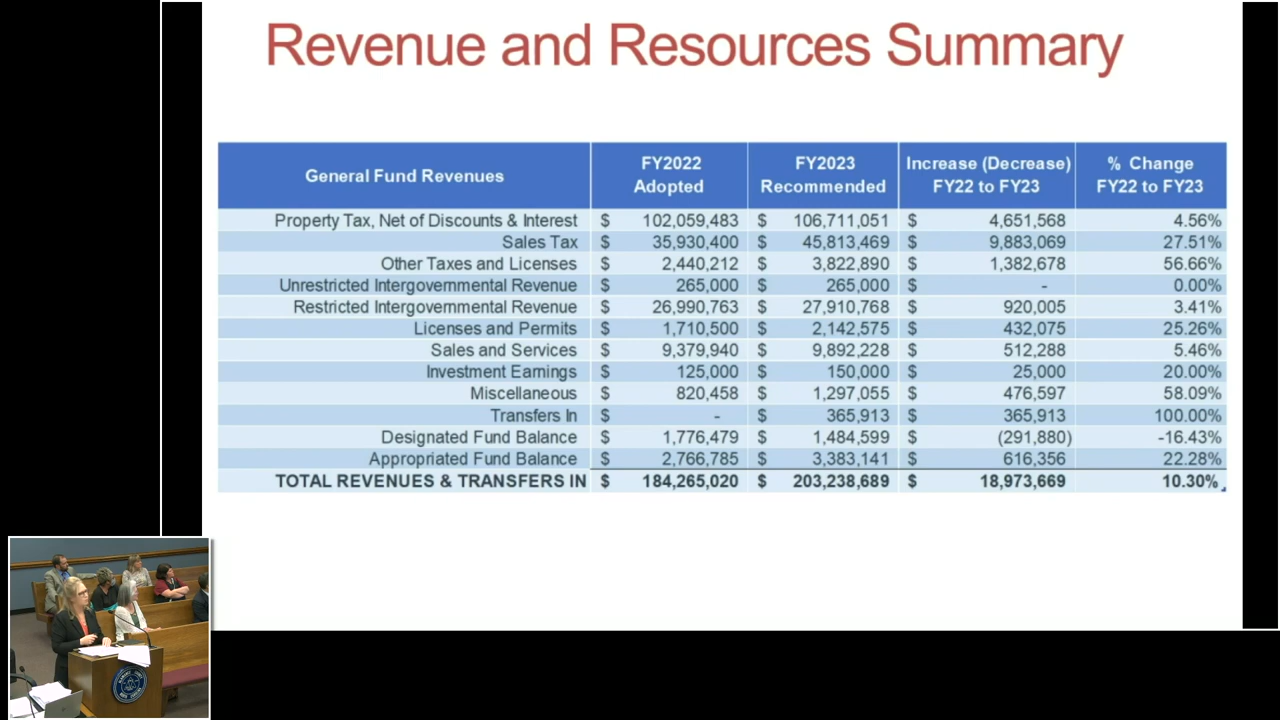 Revenue and Resources Summary
General Fund Revenues FY2022 Adopted FY2023 Recommended Increase (Decrease) FY22 to FY23 % Change FY22 to FY23
Property Tax, Net of Discounts & Interest $ 102,059,483 $ 106,711,051 $ 4,651,568 4.56%
Sales Tax $ 35,930,400 $ 45,813,469 $ 9,883,069 27.51%
Other Taxes and Licenses $ 2,440,212 $ 3,822,890 $ 1,382,678 56.66%
Unrestricted Intergovernmental Revenue $ 265,000 $ 265,000 $ - 0.00%
Restricted Intergovernmental Revenue $ 26,990,763 $ 27,910,768 $ 920,005 3.41%
Licenses and Permits $ 1,710,500 $ 2,142,575 $ 432,075 25.26%
Sales and Services $ 9,379,940 $ 9,892,228 $ 512,288 5.46%
Investment Earnings $ 125,000 $ 150,000 $ 25,000 20.00%
Miscellaneous $ 820,458 $ 1,297,055 $ 476,597 58.09%
Transfers In $ - $ 365,913 $ 365,913 100.00%
Designated Fund Balance $ 1,776,479 $ 1,484,599 $ (291,880) -16.43%
Appropriated Fund Balance $ 2,766,785 $ 3,383,141 $ 616,356 22.28%
TOTAL REVENUES & TRANSFERS IN $ 184,265,020 $ 203,238,689 $ 18,973,669 10.30%